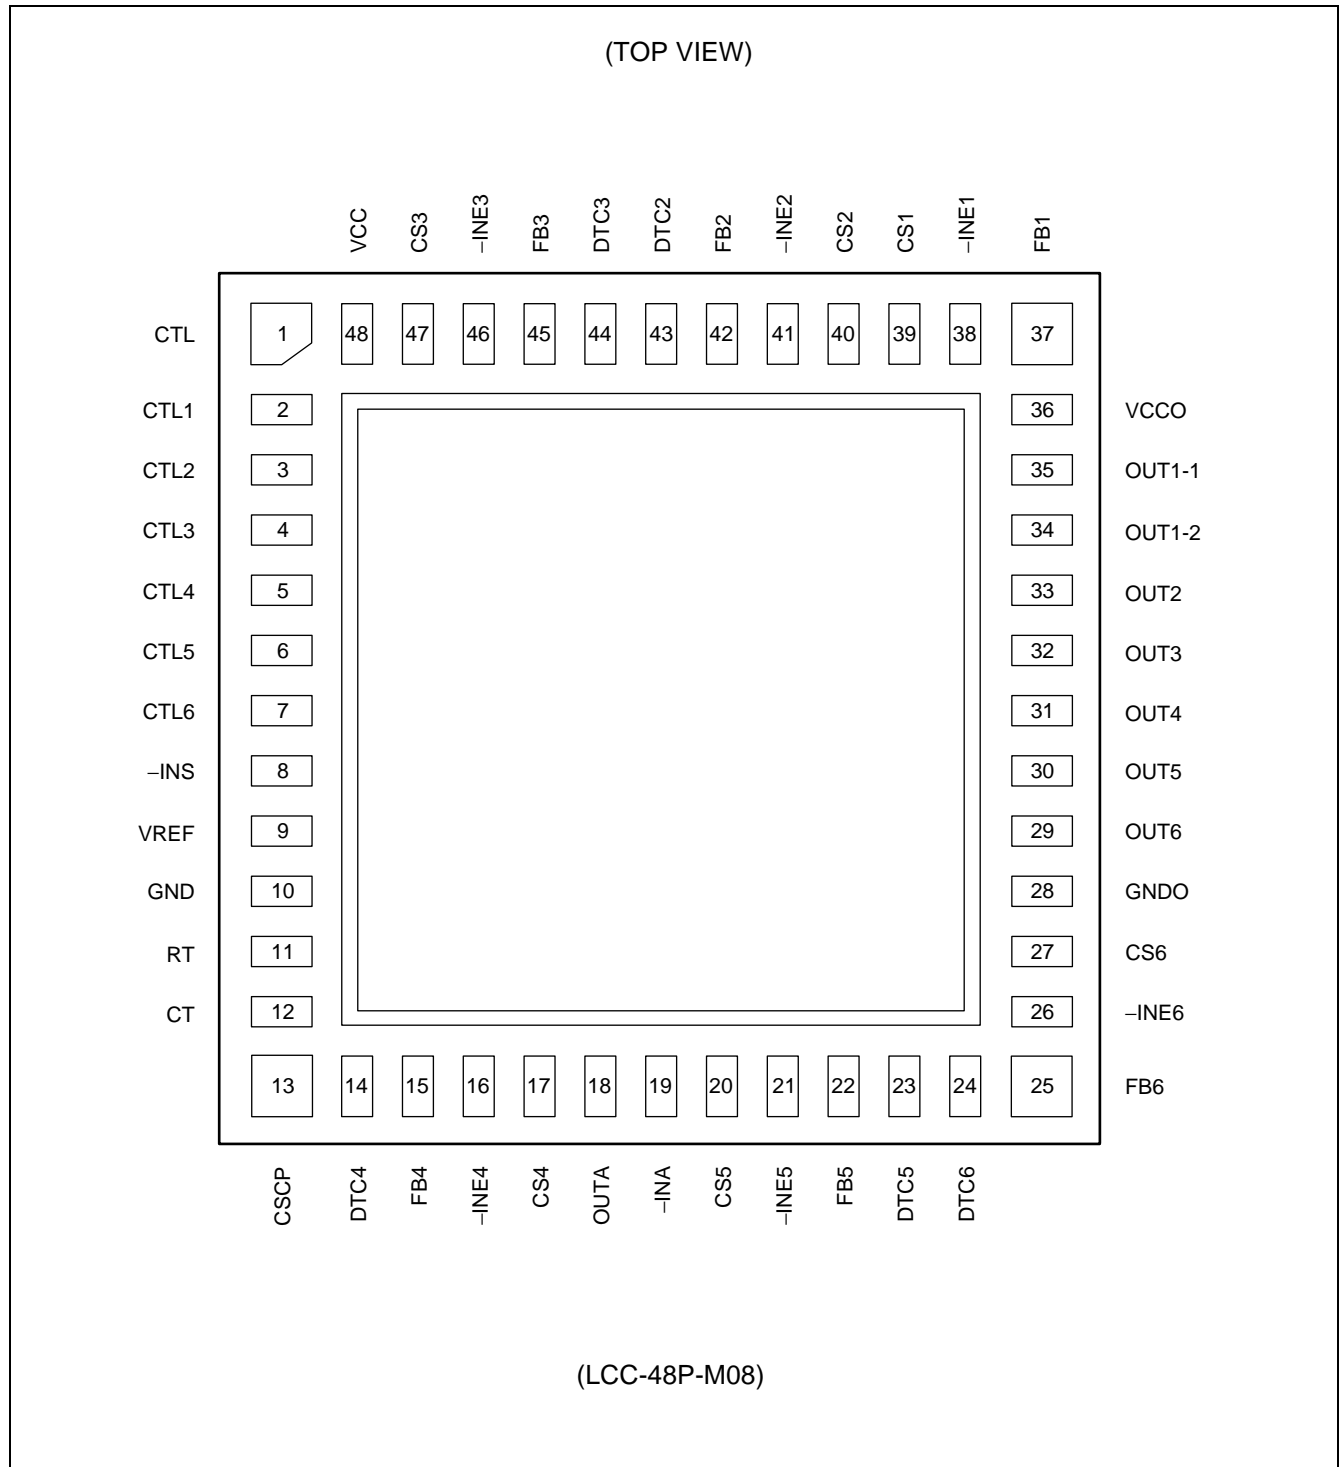 (TOP VIEW)
VCC CS3 –INE3 FB3 DTC3 DTC2 FB2 –INE2 CS2 CS1 –INE1 FB1
CTL 1 48 47 46 45 44 43 42 41 40 39 38 37
CTL1 2 36 VCCO
CTL2 3 35 OUT1-1
CTL3 4 34 OUT1-2
CTL4 5 33 OUT2
CTL5 6 32 OUT3
CTL6 7 31 OUT4
–INS 8 30 OUT5
VREF 9 29 OUT6
GND 10 28 GNDO
RT 11 27 CS6
CT 12 26 –INE6
13 14 15 16 17 18 19 20 21 22 23 24 25 FB6
CSCP DTC4 FB4 –INE4 CS4 OUTA –INA CS5 –INE5 FB5 DTC5 DTC6
(LCC-48P-M08)